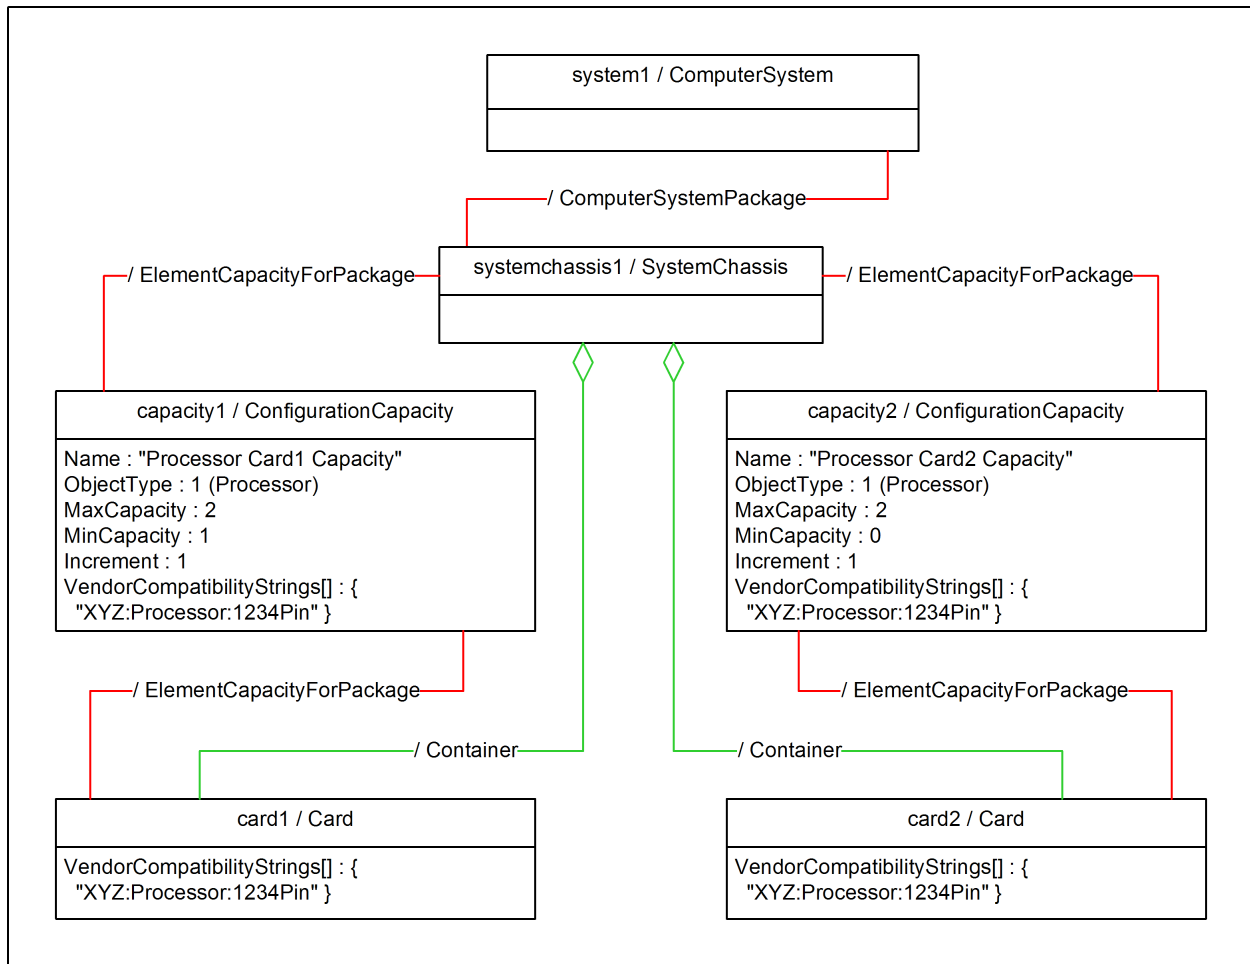 system1 / ComputerSystem
/ ComputerSystemPackage
systemchassis1 / SystemChassis
/ ElementCapacityForPackage
/ ElementCapacityForPackage
capacity1 / ConfigurationCapacity
Name : "Processor Card1 Capacity"
ObjectType : 1 (Processor)
MaxCapacity : 2
MinCapacity : 1
Increment : 1
VendorCompatibilityStrings[] : {
"XYZ:Processor:1234Pin" }
capacity2 / ConfigurationCapacity
Name : "Processor Card2 Capacity"
ObjectType : 1 (Processor)
MaxCapacity : 2
MinCapacity : 0
Increment : 1
VendorCompatibilityStrings[] : {
"XYZ:Processor:1234Pin" }
/ ElementCapacityForPackage
/ ElementCapacityForPackage
/ Container
/ Container
card1 / Card
VendorCompatibilityStrings[] : {
"XYZ:Processor:1234Pin" }
card2 / Card
VendorCompatibilityStrings[] : {
"XYZ:Processor:1234Pin" }